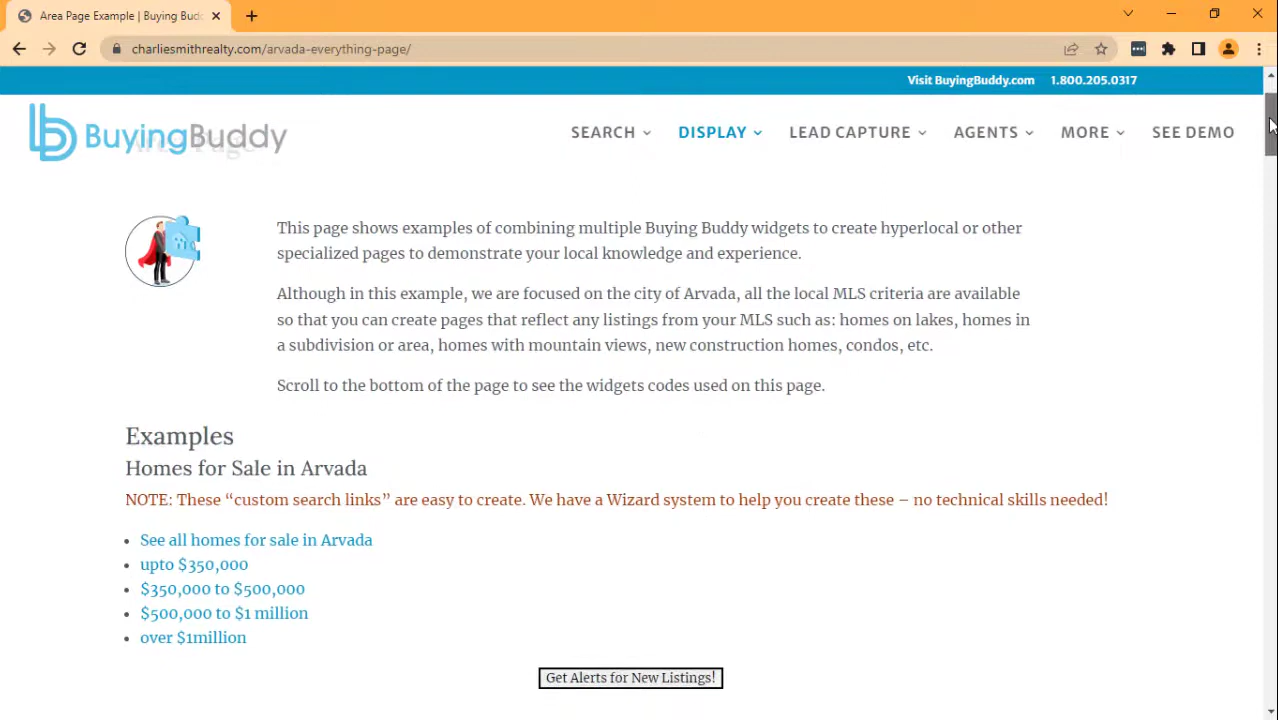 Area Page Example | Buying Bud
charliesmithrealty.com/arvada-everything-page/
Visit BuyingBuddy.com 1.800.205.0317
BuyingBuddy
Area Page
SEARCH DISPLAY LEAD CAPTURE AGENTS MORE SEE DEMO
This page shows examples of combining multiple Buying Buddy widgets to create hyperlocal or other
specialized pages to demonstrate your local knowledge and experience.
Although in this example, we are focused on the city of Arvada, all the local MLS criteria are available
so that you can create pages that reflect any listings from your MLS such as: homes on lakes, homes in
a subdivision or area, homes with mountain views, new construction homes, condos, etc.
Scroll to the bottom of the page to see the widgets codes used on this page.
Examples
Homes for Sale in Arvada
NOTE: These “custom search links” are easy to create. We have a Wizard system to help you create these – no technical skills needed!
• See all homes for sale in Arvada
• upto $350,000
• $350,000 to $500,000
• $500,000 to $1 million
• over $1million
Get Alerts for New Listings!